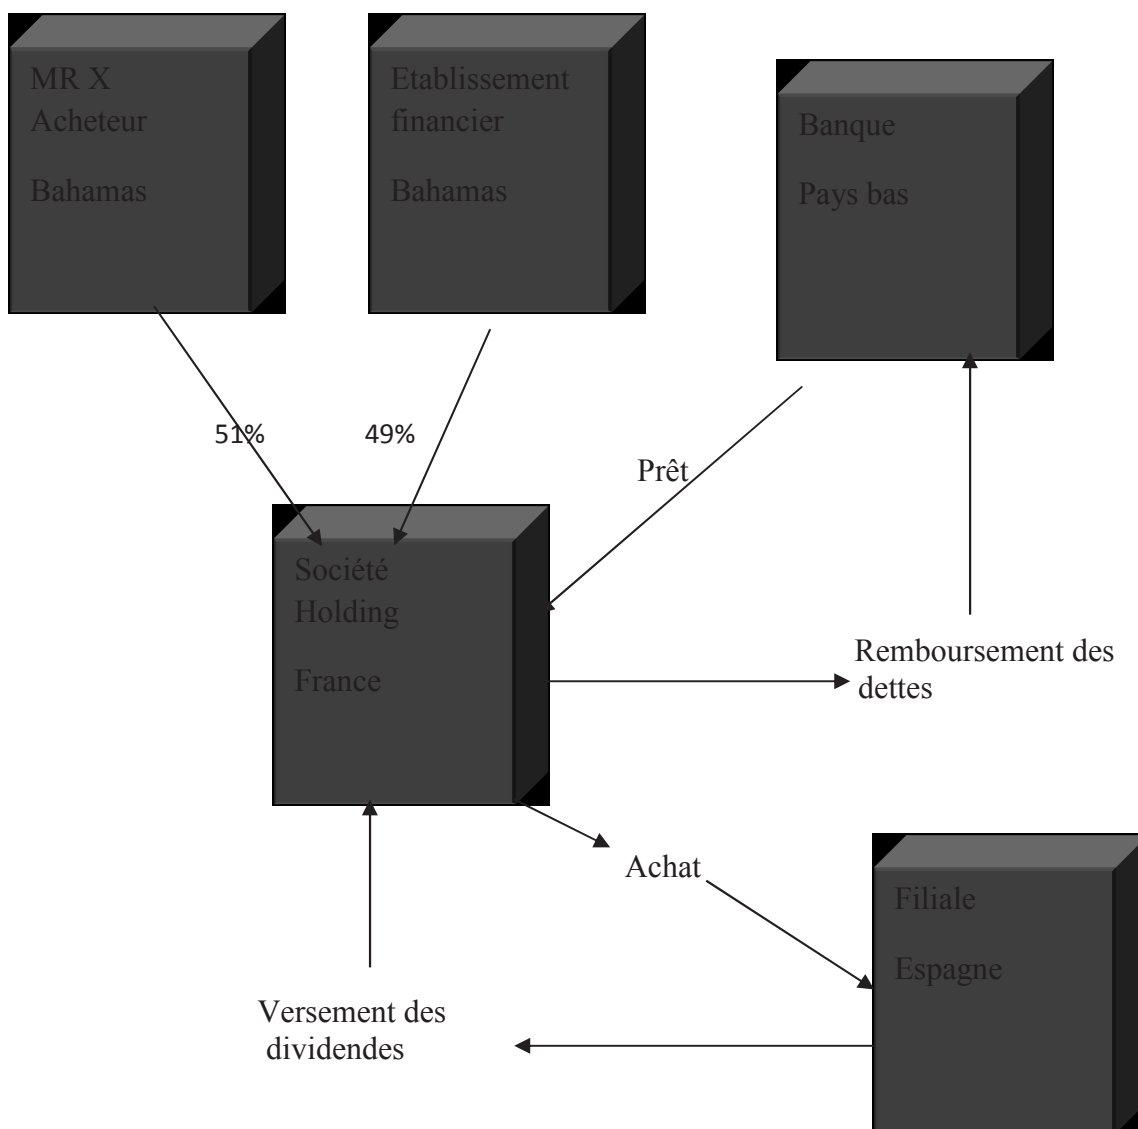 MR X
Acheteur
Bahamas
Etablissement
financier
Bahamas
Banque
Pays bas
51%
49%
Prêt
Société
Holding
France
Remboursement des
dettes
Achat
Filiale
Espagne
Versement des
dividendes